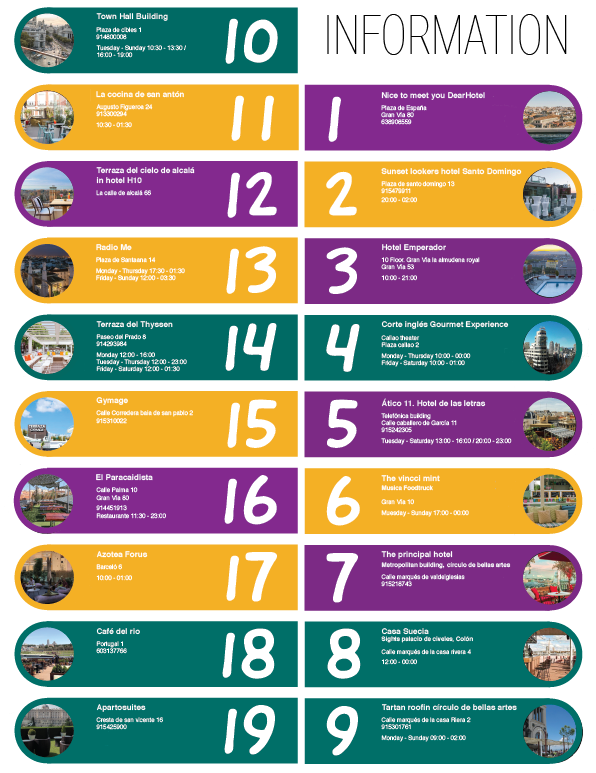 INFORMATION
Town Hall Building
Plaza de cibles 1
914800008
Tuesday - Sunday 10:30 - 13:30 /
16:00 - 19:00
10
La cocina de san antón
Augusto Figueros 24
913300294
10:30 - 01:30
11
Terraza del cielo de alcalá
in hotel H10
La calle de alcalá 66
12
Radio Me
Plaza de Santaana 14
Monday - Thursday 17:30 - 01:30
Friday - Sunday 12:00 - 03:30
13
Terraza del Thyssen
Paseo del Prado 8
914293984
Monday 12:00 - 16:00
Tuesday - Thursday 12:00 - 23:00
Friday - Saturday 12:00 - 01:30
14
Gymage
Calle Corredera baja de san pablo 2
915310022
15
El Paracaidista
Calle Palma 10
Gran Via 80
914451913
Restaurante 11:30 - 23:00
16
Azotea Forus
Barceló 6
10:00 - 01:00
17
Café del rio
Portugal 1
603137766
18
Apartosuites
Cresta de san vicente 16
915425900
19
1
Nice to meet you DearHotel
Plaza de España
Gran Via 80
638908559
2
Sunset lookers hotel Santo Domingo
Plaza de santo domingo 13
915479911
20:00 - 02:00
3
Hotel Emperador
10 Floor. Gran Via la almudena royal
Gran Via 53
10:00 - 21:00
4
Corte inglés Gourmet Experience
Callao theater
Plaza callao 2
Monday - Thursday 10:00 - 00:00
Friday - Saturday 10:00 - 01:00
5
Ático 11. Hotel de las letras
Telefónica building
Calle caballero de García 11
915242305
Tuesday - Saturday 13:00 - 16:00 / 20:00 - 23:00
6
The vincci mint
Musica Foodtruck
Gran Via 10
Muesday - Sunday 17:00 - 00:00
7
The principal hotel
Metropolitan building, circulo de bellas artes
Calle marqués de valdeiglesias
915218743
8
Casa Suecia
Sights palacio de civeles, Colón
Calle marqués de la casa rivera 4
12:00 - 00:00
9
Tartan roofin círculo de bellas artes
Calle marqués de la casa Riera 2
915301761
Monday - Sunday 09:00 - 02:00